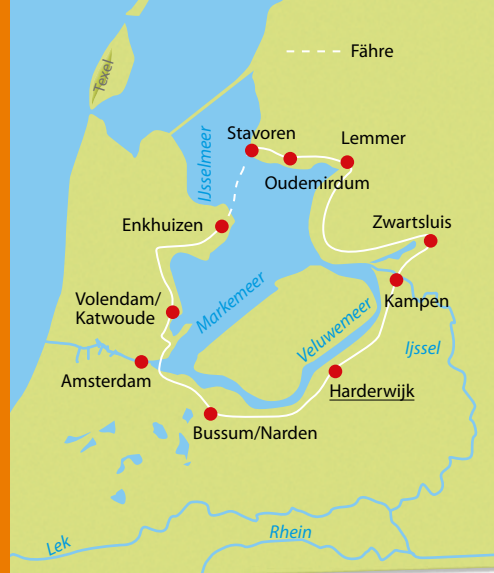 Fähre
Texel
Stavoren
Lemmer
IJsselmeer
Oudemirdum
Enkhuizen
Zwartsluis
Volendam/
Katwoude
Markemeer
Kampen
Veluwemeer
Ijssel
Amsterdam
Harderwijk
Bussum/Narden
Lek
Rhein